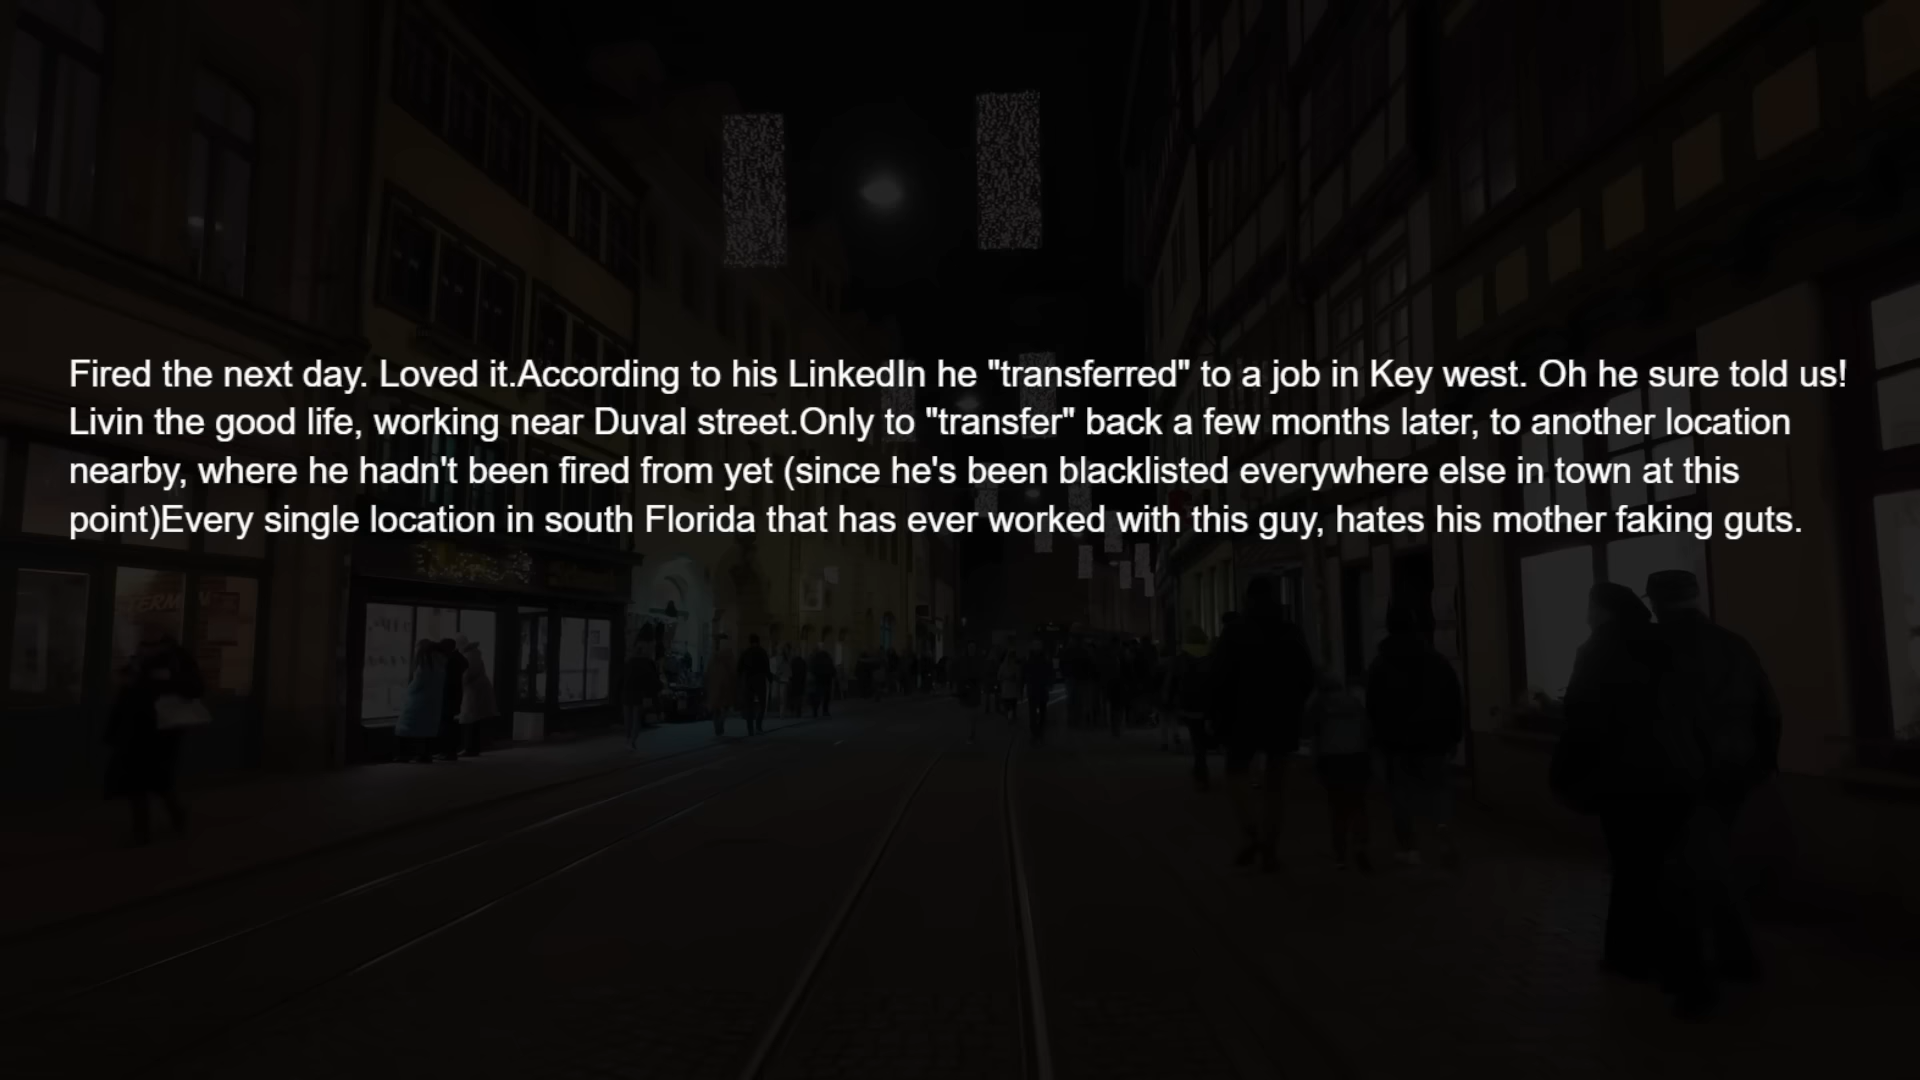 Fired the next day. Loved it.According to his LinkedIn he "transferred" to a job in Key west. Oh he sure told us!
Livin the good life, working near Duval street.Only to "transfer" back a few months later, to another location
nearby, where he hadn't been fired from yet (since he's been blacklisted everywhere else in town at this
point)Every single location in south Florida that has ever worked with this guy, hates his mother faking guts.